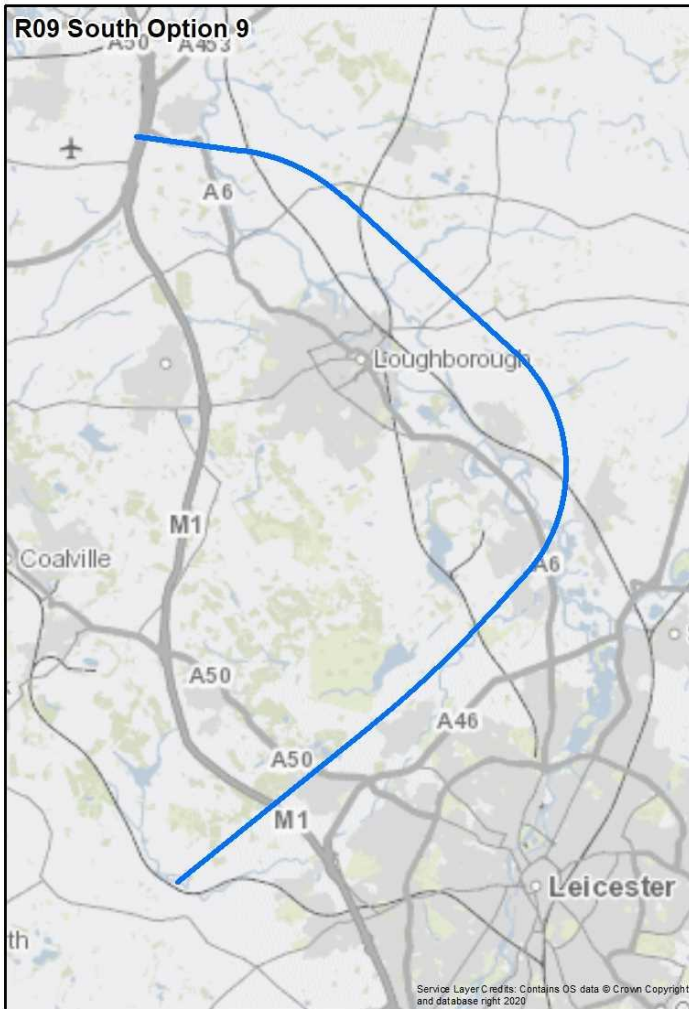 R09 South Option 9
A50
A453
A6
Loughborough
M1
Coalville
A6
A50
A46
A50
M1
Leicester
th
Service Layer Credits: Contains OS data © Crown Copyright
and database right 2020